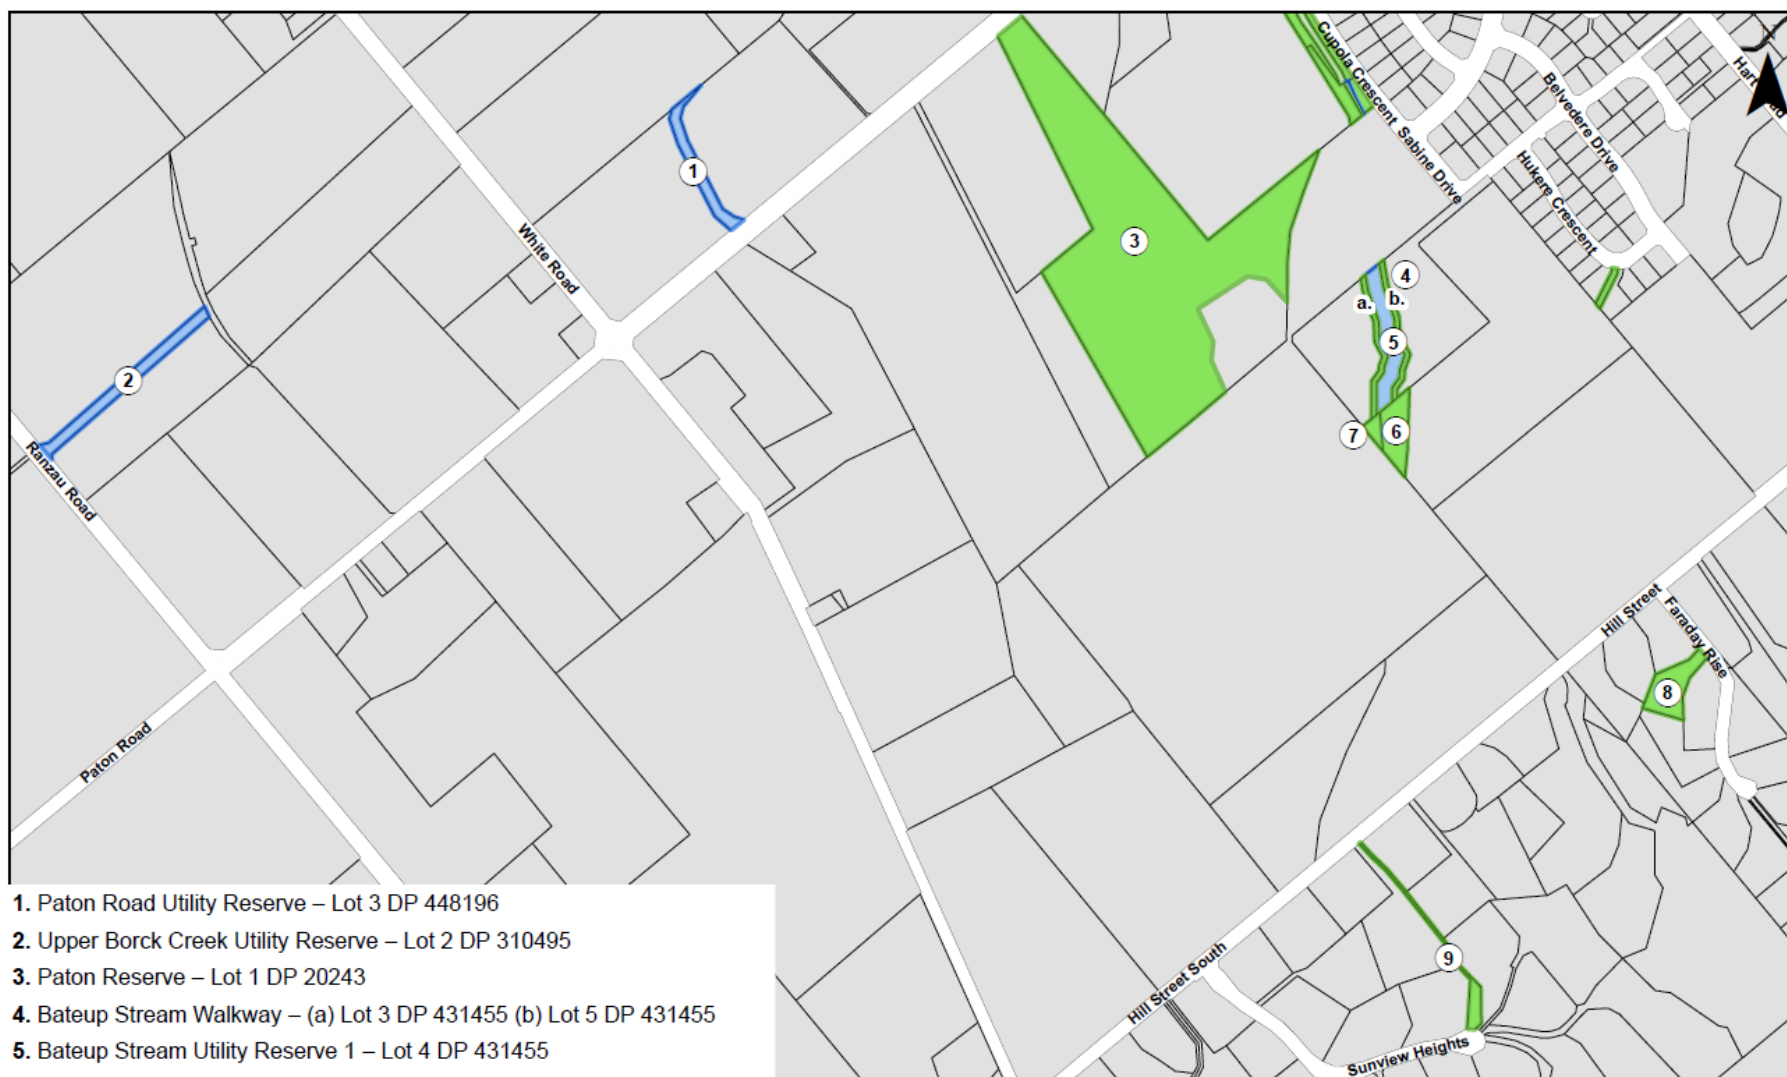 N
Cupola Crescent
Hart Road
Belvedere Drive
Sabine Drive
Hukere Crescent
1
White Road
3
4
a.
b.
5
2
7
6
Ranzau Road
Hill Street
Faraday Rise
8
Paton Road
9
Hill Street South
Sunview Heights
1. Paton Road Utility Reserve – Lot 3 DP 448196
2. Upper Borck Creek Utility Reserve – Lot 2 DP 310495
3. Paton Reserve – Lot 1 DP 20243
4. Bateup Stream Walkway – (a) Lot 3 DP 431455 (b) Lot 5 DP 431455
5. Bateup Stream Utility Reserve 1 – Lot 4 DP 431455